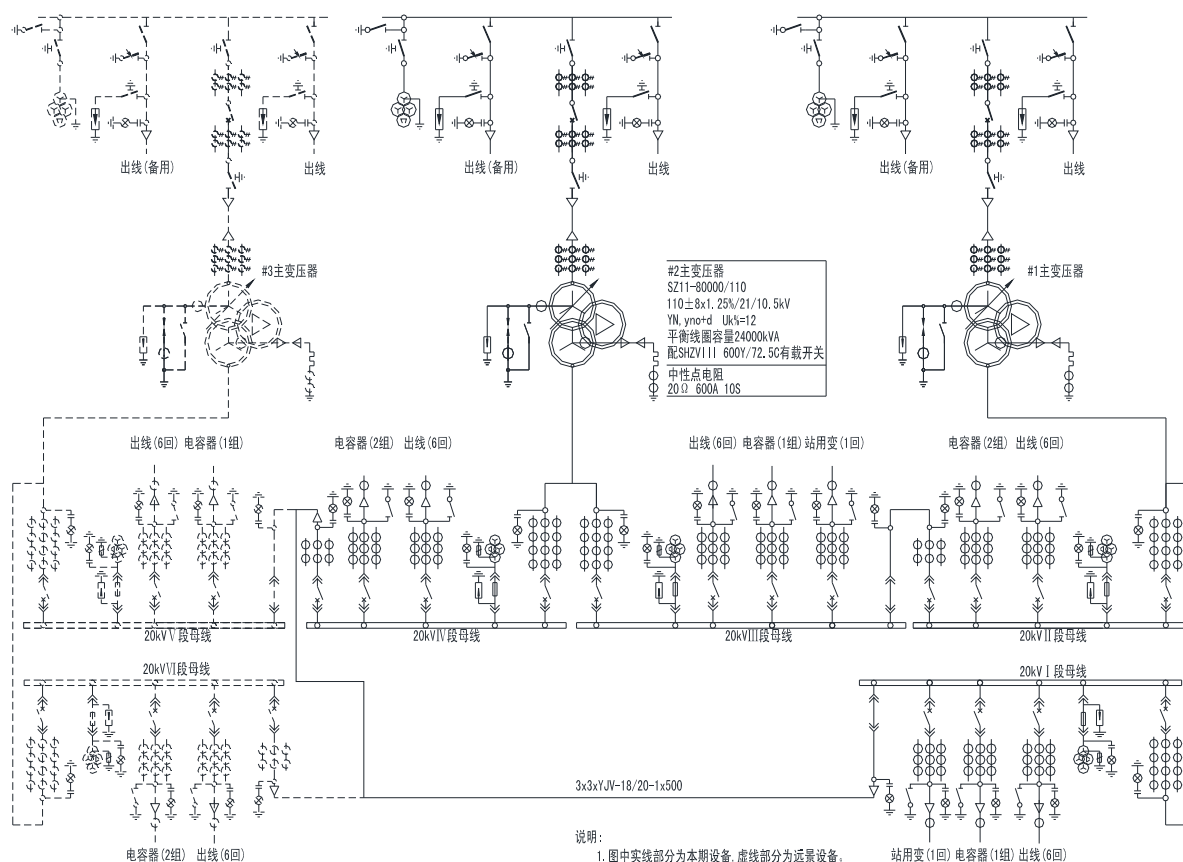 出线(备用)
出线
出线(备用)
出线
出线(备用)
出线
#3主变压器
#2主变压器
SZ11-80000/110
110±8x1.25%/21/10.5kV
YN,yno+d Uk%=12
平衡线圈容量24000kVA
配SHZVIII 600Y/72.5C有载开关
中性点电阻
20Ω 600A 10S
#1主变压器
出线(6回) 电容器(1组)
电容器(2组) 出线(6回)
出线(6回) 电容器(1组) 站用变(1回)
电容器(2组) 出线(6回)
20kVⅤ段母线
20kVⅣ段母线
20kVⅢ段母线
20kVⅡ段母线
20kVⅥ段母线
20kVⅠ段母线
3x3xYJV-18/20-1x500
电容器(2组) 出线(6回)
站用变(1回) 电容器(1组) 出线(6回)
说明:
1.图中实线部分为本期设备,虚线部分为远景设备。